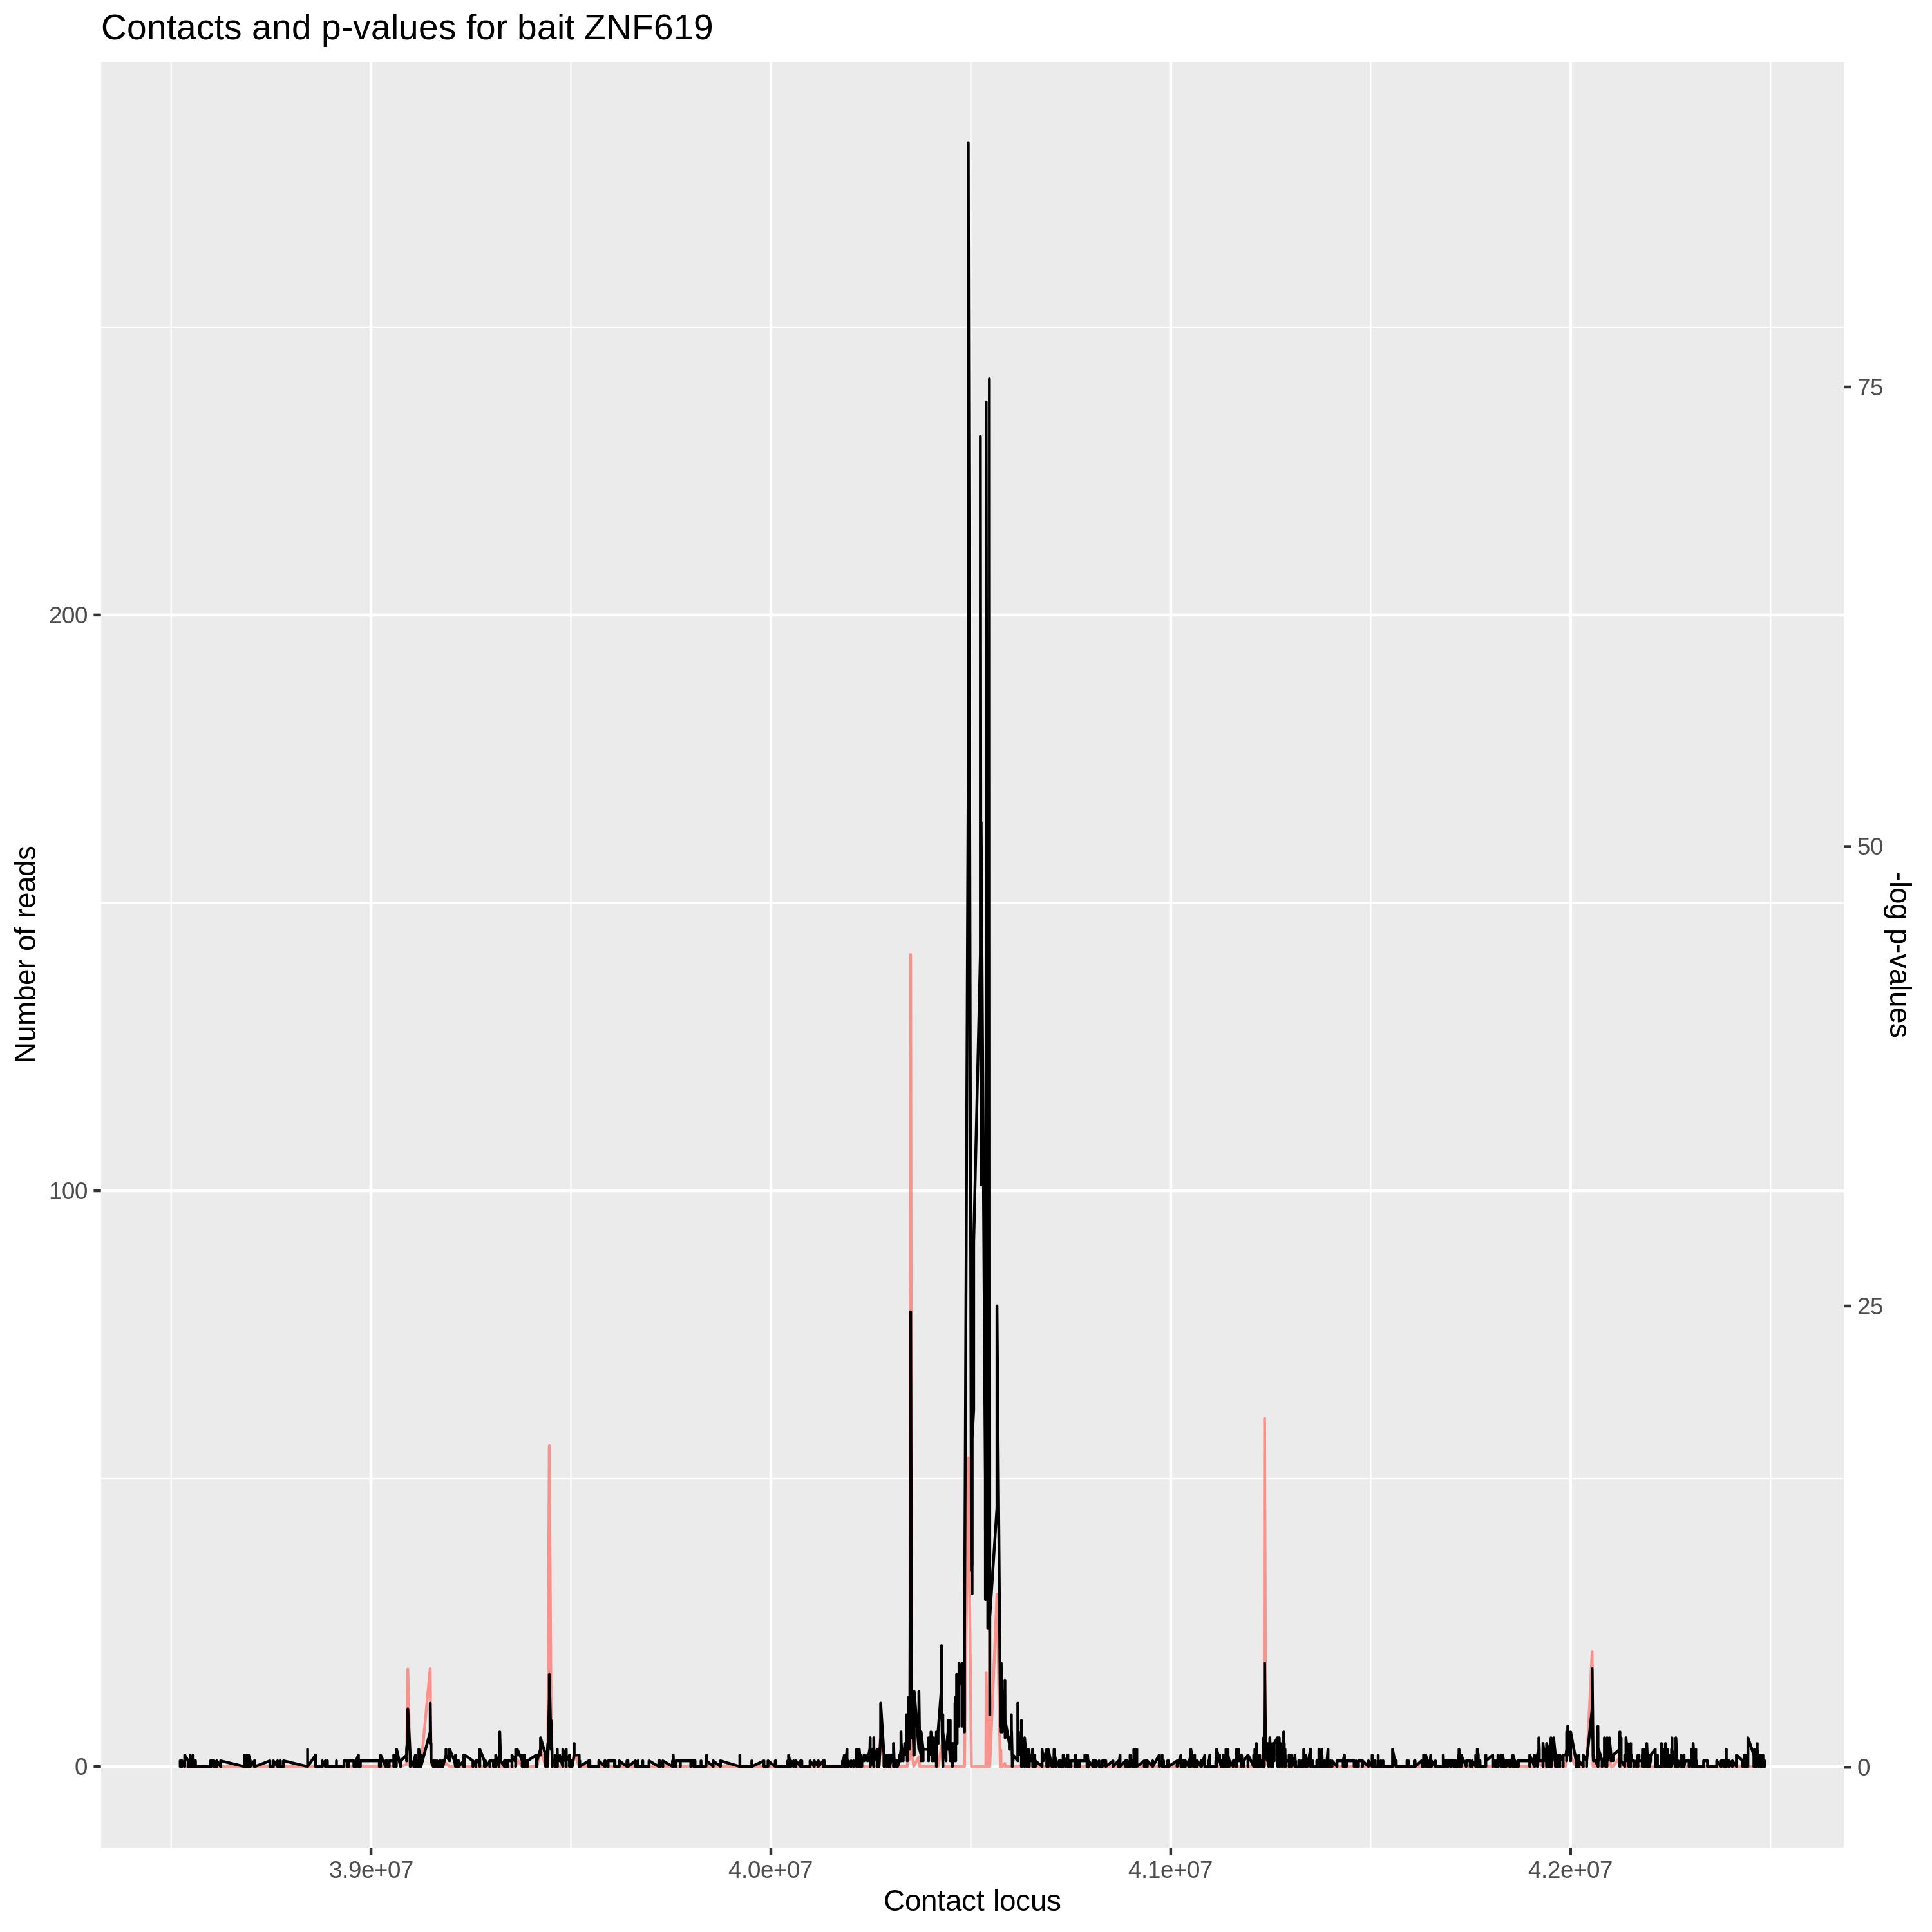 Contacts and p-values for bait ZNF619
Number of reads
200
100
0
75
50
25
0
-log p-values
3.9e+07 4.0e+07 4.1e+07 4.2e+07
Contact locus